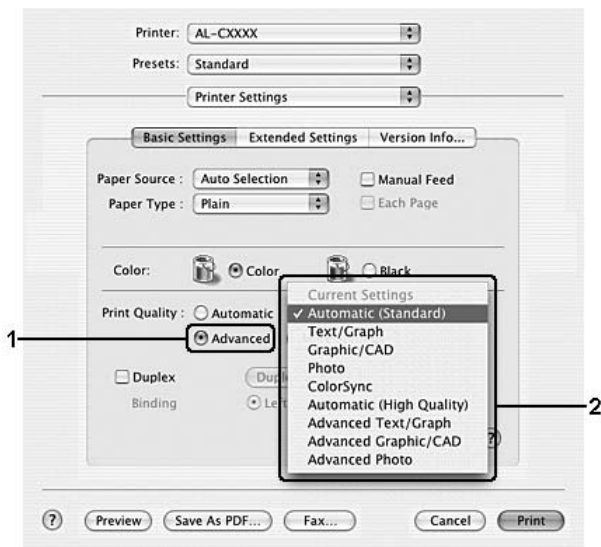 Printer: AL-CXXXX
Presets: Standard
Printer Settings
Basic Settings Extended Settings Version Info...
Paper Source : Auto Selection Manual Feed
Paper Type : Plain Each Page
Color: Color Black
Current Settings
Print Quality : Automatic ✓ Automatic (Standard)
1 Advanced Text/Graph
Graphic/CAD
Photo
Duplex Dupl ColorSync
Binding Left Automatic (High Quality) 2
Advanced Text/Graph
Advanced Graphic/CAD ?
Advanced Photo
? Preview Save As PDF... Fax... Cancel Print